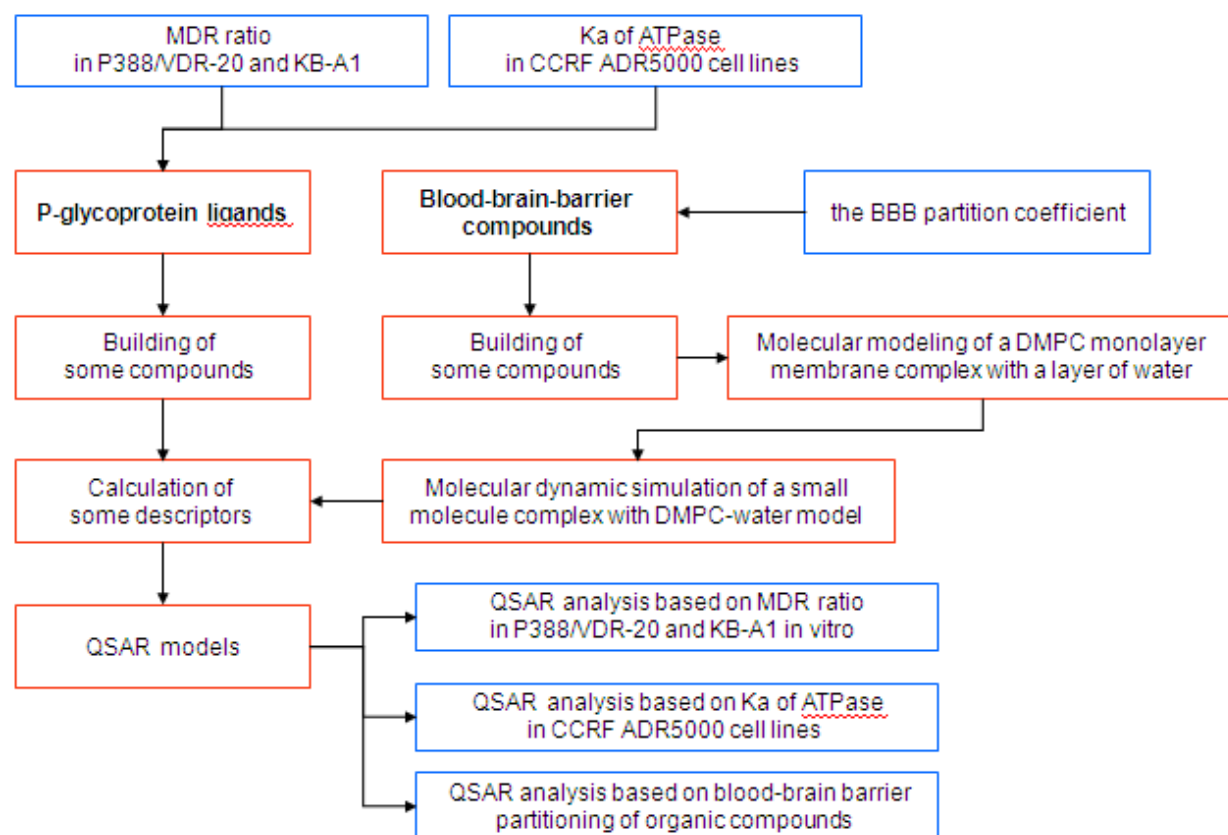 MDR ratio
in P388/VDR-20 and KB-A1
Ka of ATPase
in CCRF ADR5000 cell lines
P-glycoprotein ligands
Blood-brain-barrier
compounds
the BBB partition coefficient
Building of
some compounds
Building of
some compounds
Molecular modeling of a DMPC monolayer
membrane complex with a layer of water
Calculation of
some descriptors
Molecular dynamic simulation of a small
molecule complex with DMPC-water model
QSAR models
QSAR analysis based on MDR ratio
in P388/VDR-20 and KB-A1 in vitro
QSAR analysis based on Ka of ATPase
in CCRF ADR5000 cell lines
QSAR analysis based on blood-brain barrier
partitioning of organic compounds